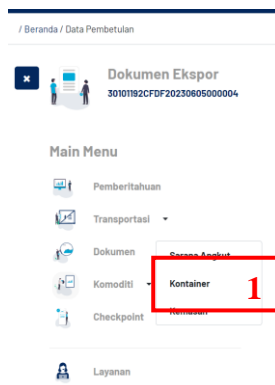 / Beranda / Data Pembetulan
×
Dokumen Ekspor
30101192CFDF20230605000004
Main Menu
Pemberitahuan
Transportasi
Dokumen
Sarana Angkut
Komoditi
Kontainer
1
Kemasan
Checkpoint
Layanan